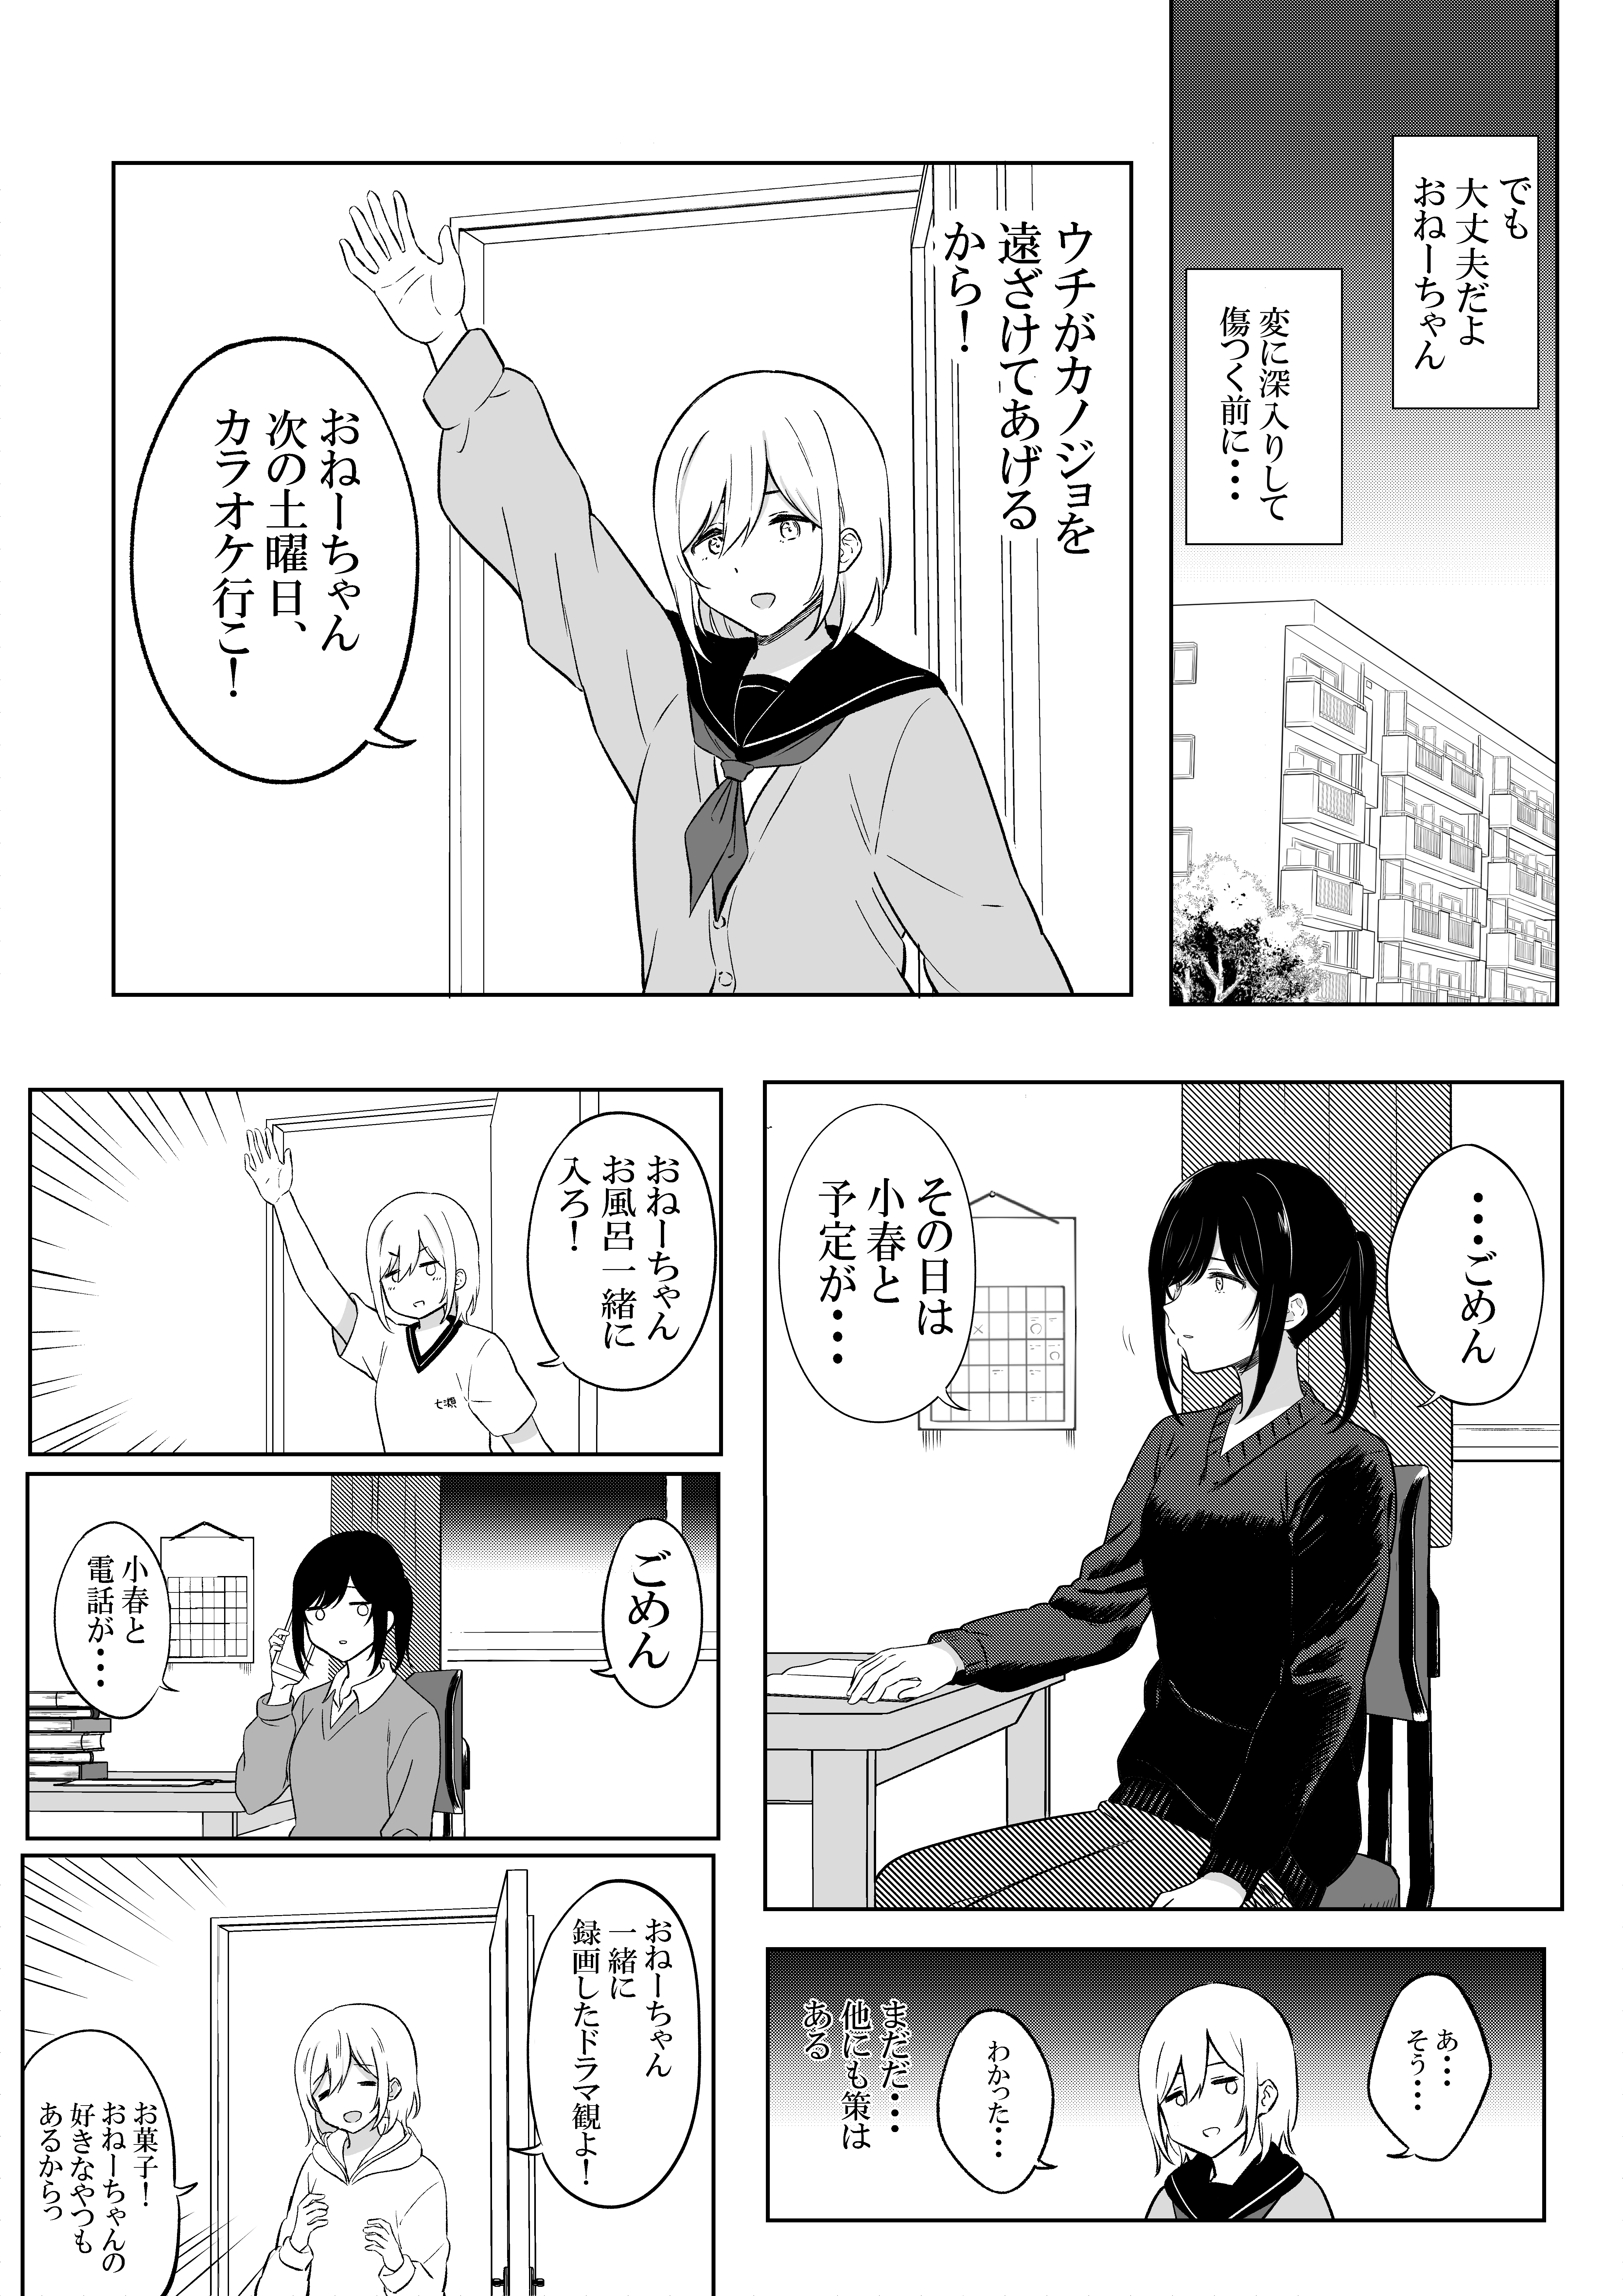 でも
大丈夫だよ
おねーちゃん
変に深入りして
傷つく前に・・・
ウチがカノジョを
遠ざけてあげる
から！
おねーちゃん
次の土曜日、
カラオケ行こ！
・・・ごめん
その日は
小春と
予定が・・・
あ・・・
そう・・・
わかった・・・
まだだ・・・
他にも策は
ある
おねーちゃん
お風呂一緒に
入ろ！
七瀬
ごめん
小春と
電話が・・・
おねーちゃん
一緒に
録画したドラマ観よ！
お菓子！
おねーちゃんの
好きなやつも
あるからっ